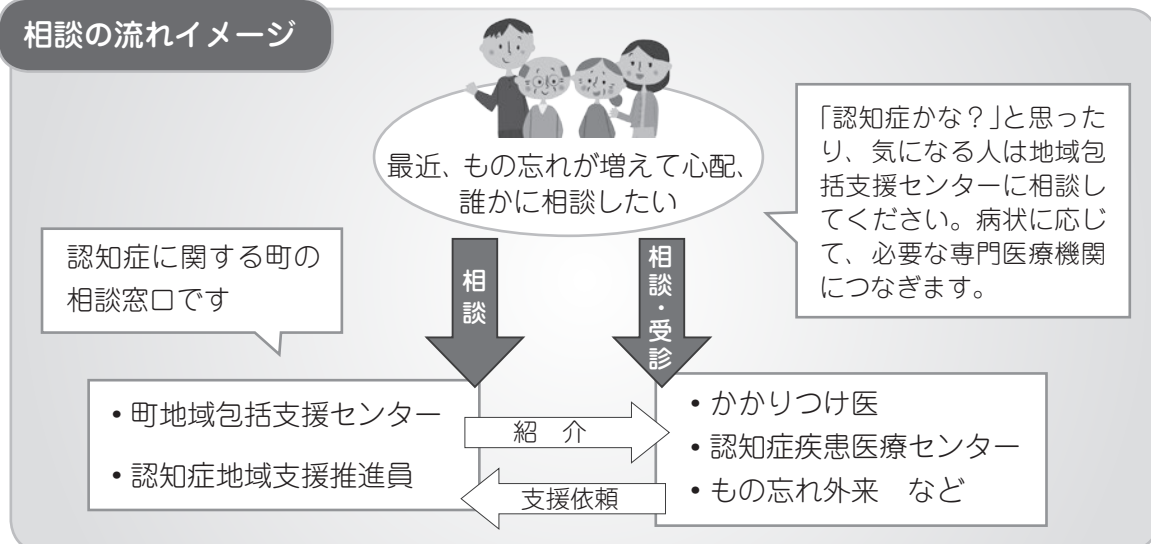 相談の流れイメージ
最近、もの忘れが増えて心配、
誰かに相談したい
「認知症かな？」と思った
り、気になる人は地域包
括支援センターに相談し
てください。病状に応じ
て、必要な専門医療機関
につなぎます。
認知症に関する町の
相談窓口です
相談
相談・受診
・町地域包括支援センター
・認知症地域支援推進員
紹　介
支援依頼
・かかりつけ医
・認知症疾患医療センター
・もの忘れ外来　など